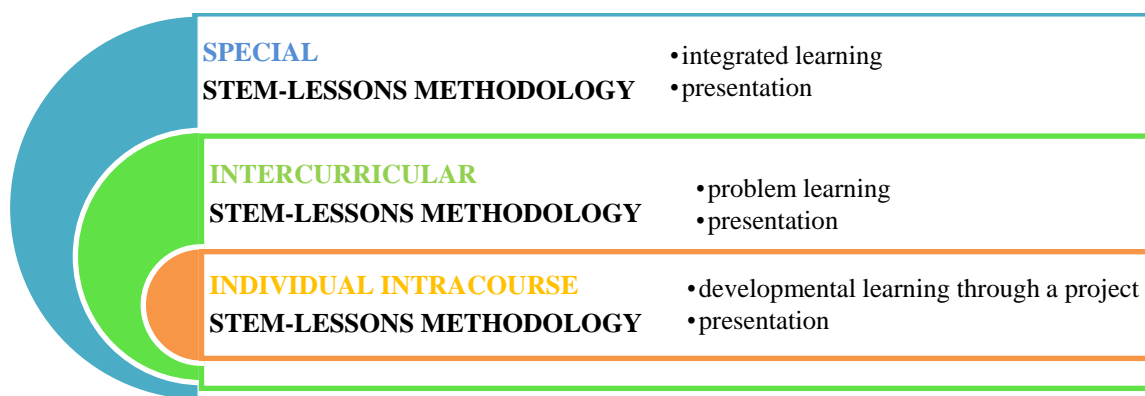 SPECIAL
STEM-LESSONS METHODOLOGY
•integrated learning
•presentation
INTERCURRICULAR
STEM-LESSONS METHODOLOGY
•problem learning
•presentation
INDIVIDUAL INTRACOURSE
STEM-LESSONS METHODOLOGY
•developmental learning through a project
•presentation